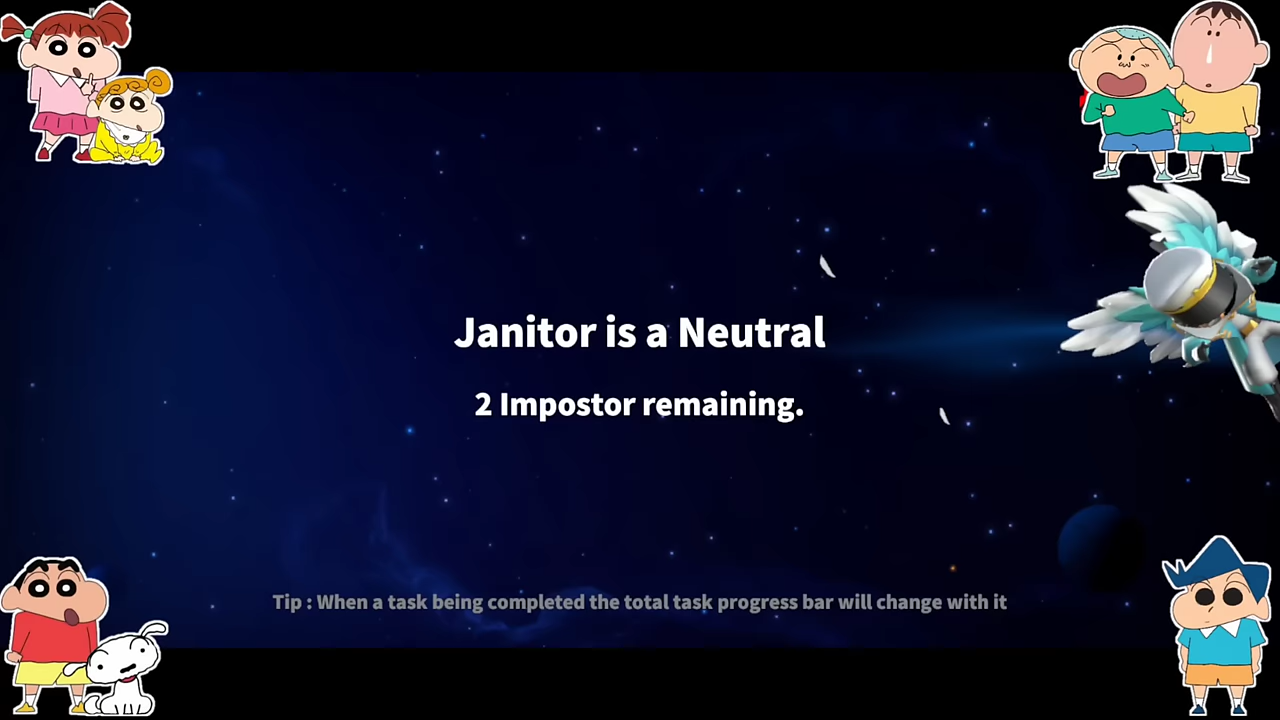 Janitor is a Neutral
2 Impostor remaining.
Tip : When a task being completed the total task progress bar will change with it